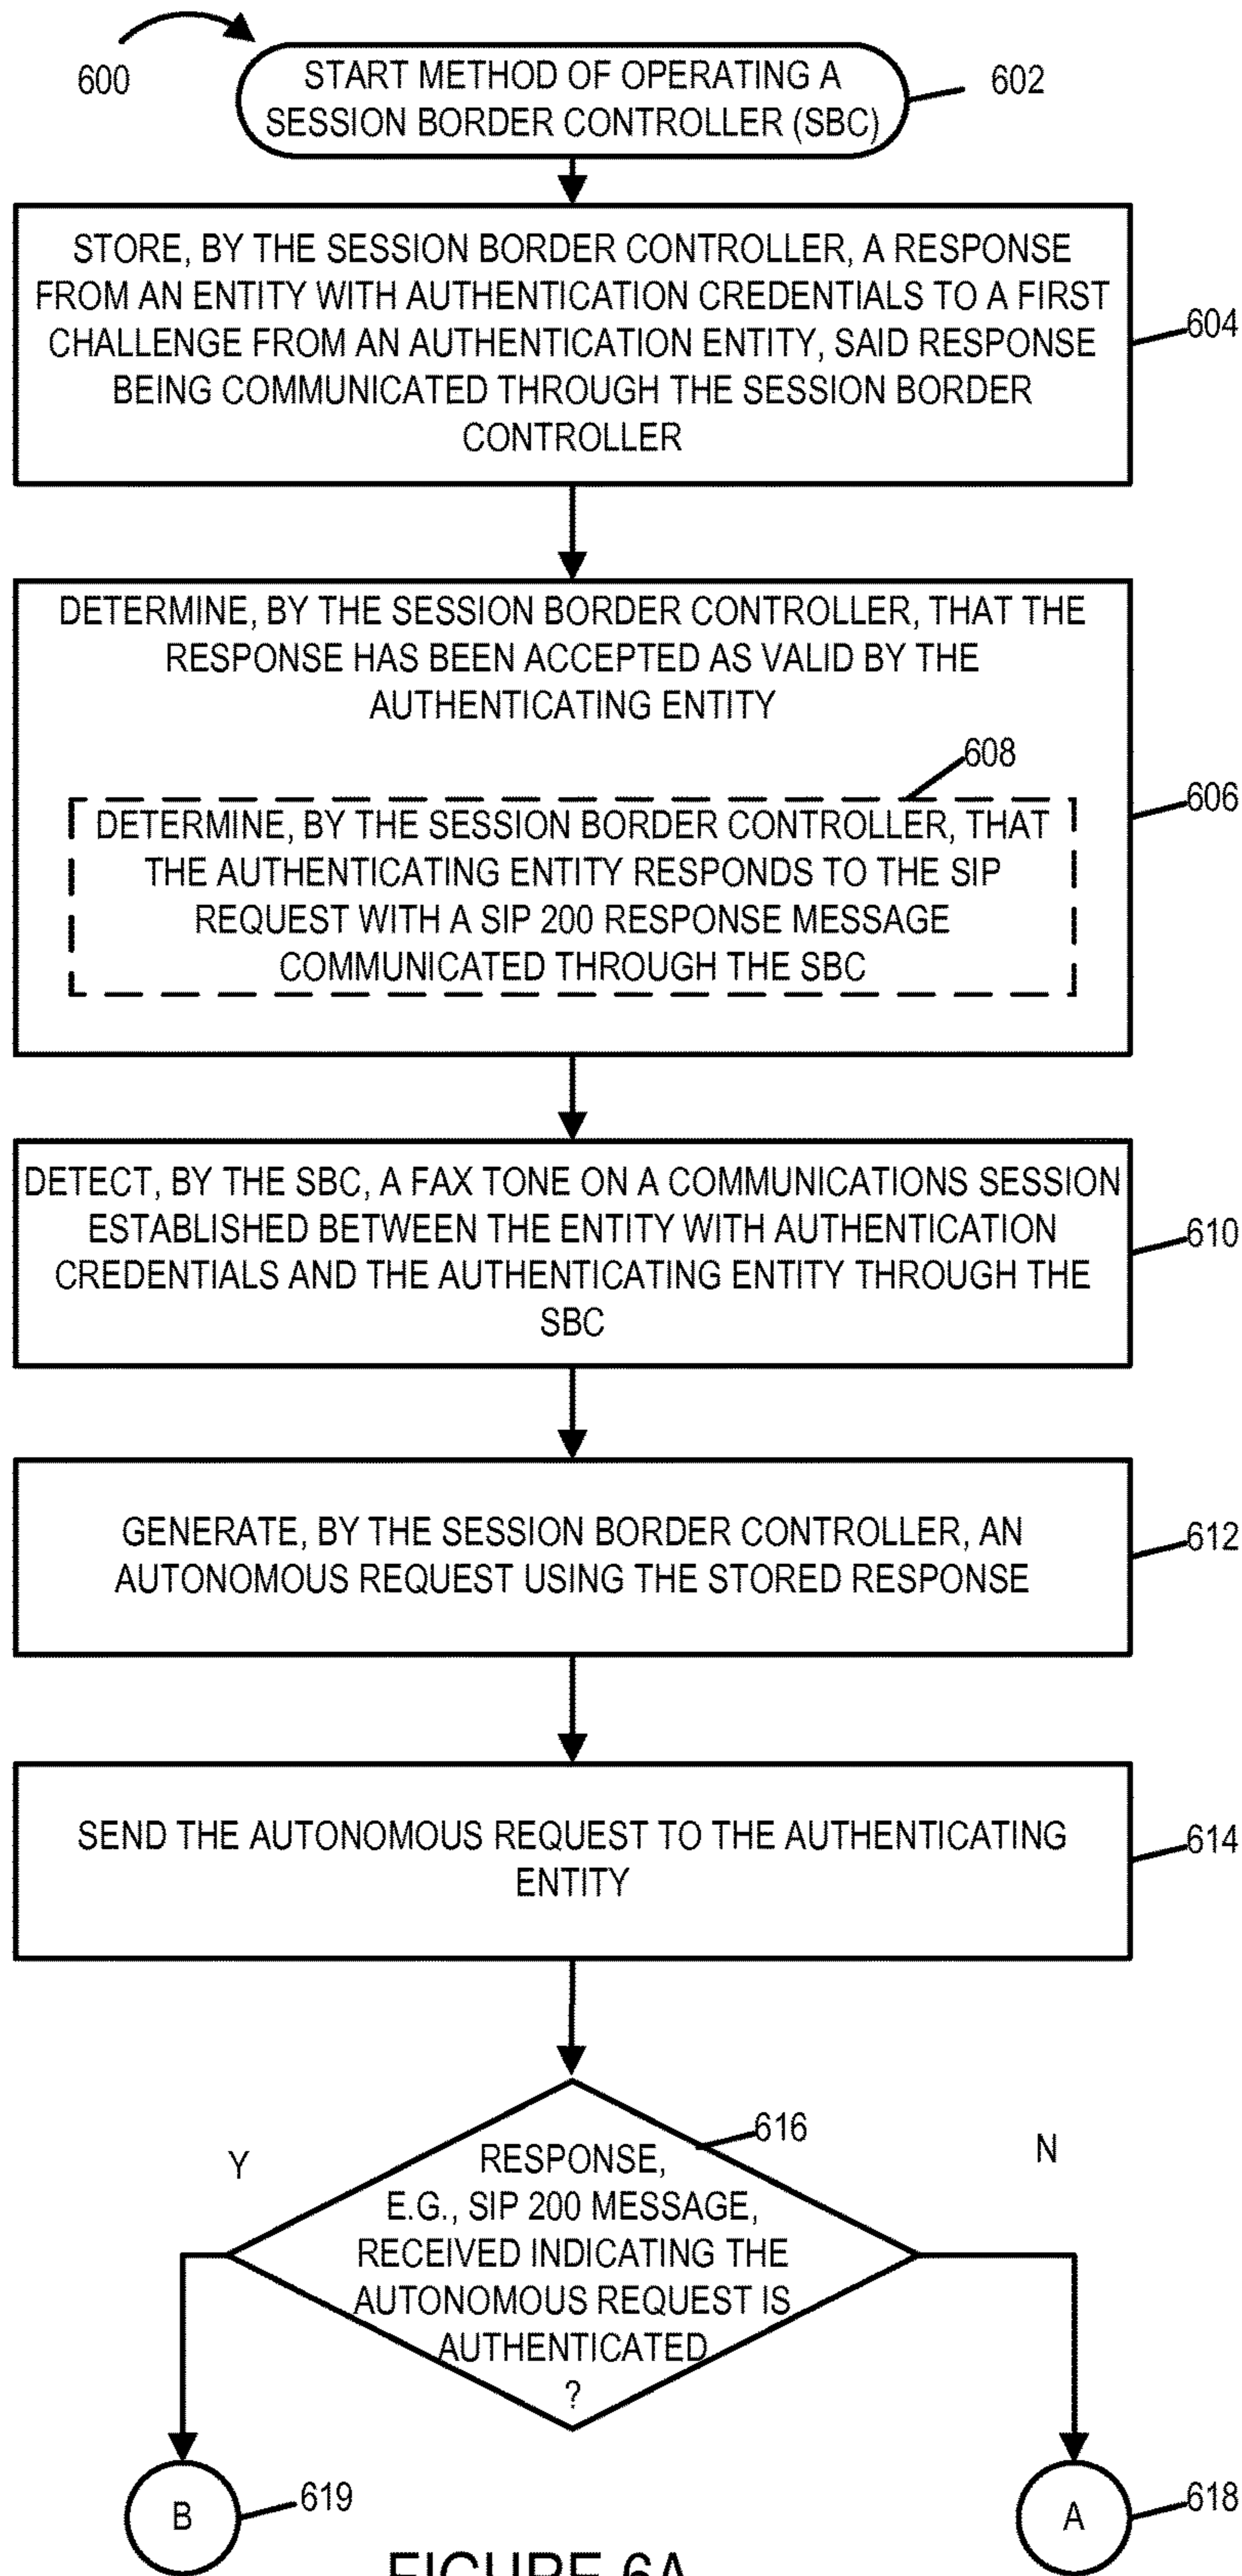 600
START METHOD OF OPERATING A
SESSION BORDER CONTROLLER (SBC)
602
STORE, BY THE SESSION BORDER CONTROLLER, A RESPONSE
FROM AN ENTITY WITH AUTHENTICATION CREDENTIALS TO A FIRST
CHALLENGE FROM AN AUTHENTICATION ENTITY, SAID RESPONSE
BEING COMMUNICATED THROUGH THE SESSION BORDER
CONTROLLER
604
DETERMINE, BY THE SESSION BORDER CONTROLLER, THAT THE
RESPONSE HAS BEEN ACCEPTED AS VALID BY THE
AUTHENTICATING ENTITY
606
608
DETERMINE, BY THE SESSION BORDER CONTROLLER, THAT
THE AUTHENTICATING ENTITY RESPONDS TO THE SIP
REQUEST WITH A SIP 200 RESPONSE MESSAGE
COMMUNICATED THROUGH THE SBC
DETECT, BY THE SBC, A FAX TONE ON A COMMUNICATIONS SESSION
ESTABLISHED BETWEEN THE ENTITY WITH AUTHENTICATION
CREDENTIALS AND THE AUTHENTICATING ENTITY THROUGH THE
SBC
610
GENERATE, BY THE SESSION BORDER CONTROLLER, AN
AUTONOMOUS REQUEST USING THE STORED RESPONSE
612
SEND THE AUTONOMOUS REQUEST TO THE AUTHENTICATING
ENTITY
614
616
Y
N
RESPONSE,
E.G., SIP 200 MESSAGE,
RECEIVED INDICATING THE
AUTONOMOUS REQUEST IS
AUTHENTICATED
?
B
619
A
618
FIGURE 6A